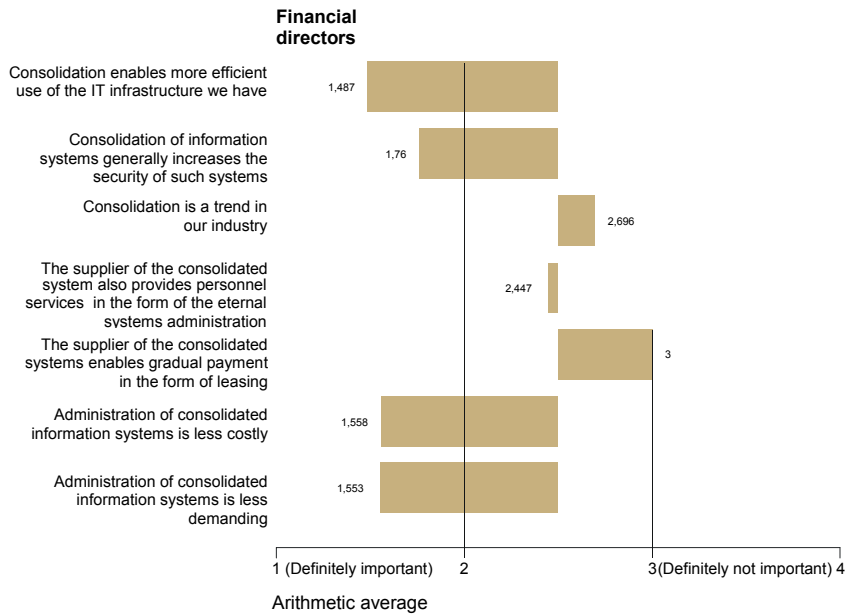 Financial
directors
Consolidation enables more efficient
use of the IT infrastructure we have
1,487
Consolidation of information
systems generally increases the
security of such systems
1,76
Consolidation is a trend in
our industry
2,696
The supplier of the consolidated
system also provides personnel
services in the form of the eternal
systems administration
2,447
The supplier of the consolidated
systems enables gradual payment
in the form of leasing
3
Administration of consolidated
information systems is less costly
1,558
Administration of consolidated
information systems is less
demanding
1,553
1 (Definitely important) 2 3(Definitely not important) 4
Arithmetic average